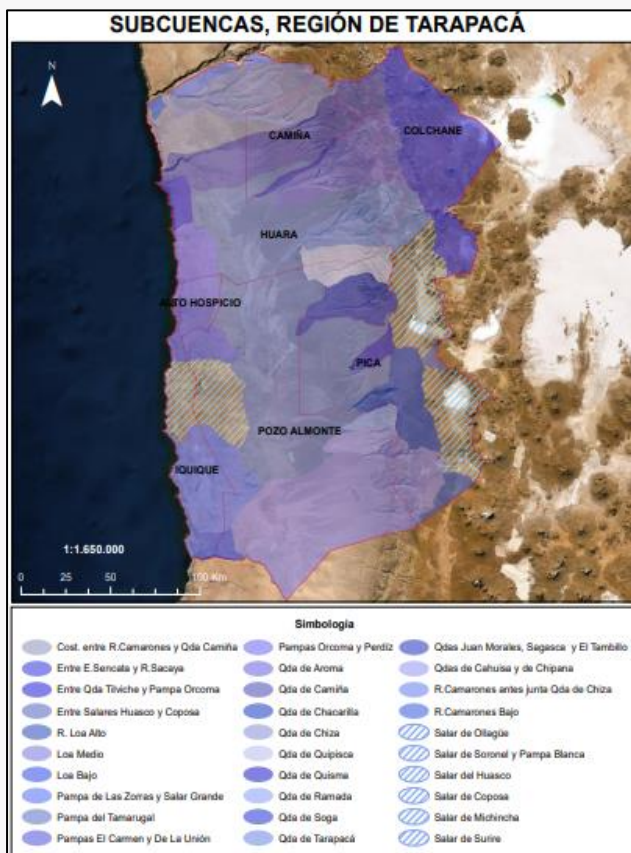 SUBCUENCAS, REGIÓN DE TARAPACÁ
N
CAMIÑA
COLCHANE
HUARA
ALTO HOSPICIO
PICA
POZO ALMONTE
IQUIQUE
1:1.650.000
0 25 50 100 Km
Simbología
Cost. entre R.Camarones y Qda Camiña
Entre E.Sencata y R.Sacaya
Entre Qda Tilviche y Pampa Orcoma
Entre Salares Huasco y Coposa
R. Loa Alto
Loa Medio
Loa Bajo
Pampa de Las Zorras y Salar Grande
Pampa del Tamarugal
Pampas El Carmen y De La Unión
Pampas Orcoma y Perdiz
Qda de Aroma
Qda de Camiña
Qda de Chacarilla
Qda de Chiza
Qda de Quipisca
Qda de Quisma
Qda de Ramada
Qda de Soga
Qda de Tarapacá
Qdas Juan Morales, Sagasca y El Tambillo
Qdas de Cahuisa y de Chipana
R.Camarones antes junta Qda de Chiza
R.Camarones Bajo
Salar de Ollagüe
Salar de Soronel y Pampa Blanca
Salar del Huasco
Salar de Coposa
Salar de Michincha
Salar de Surire